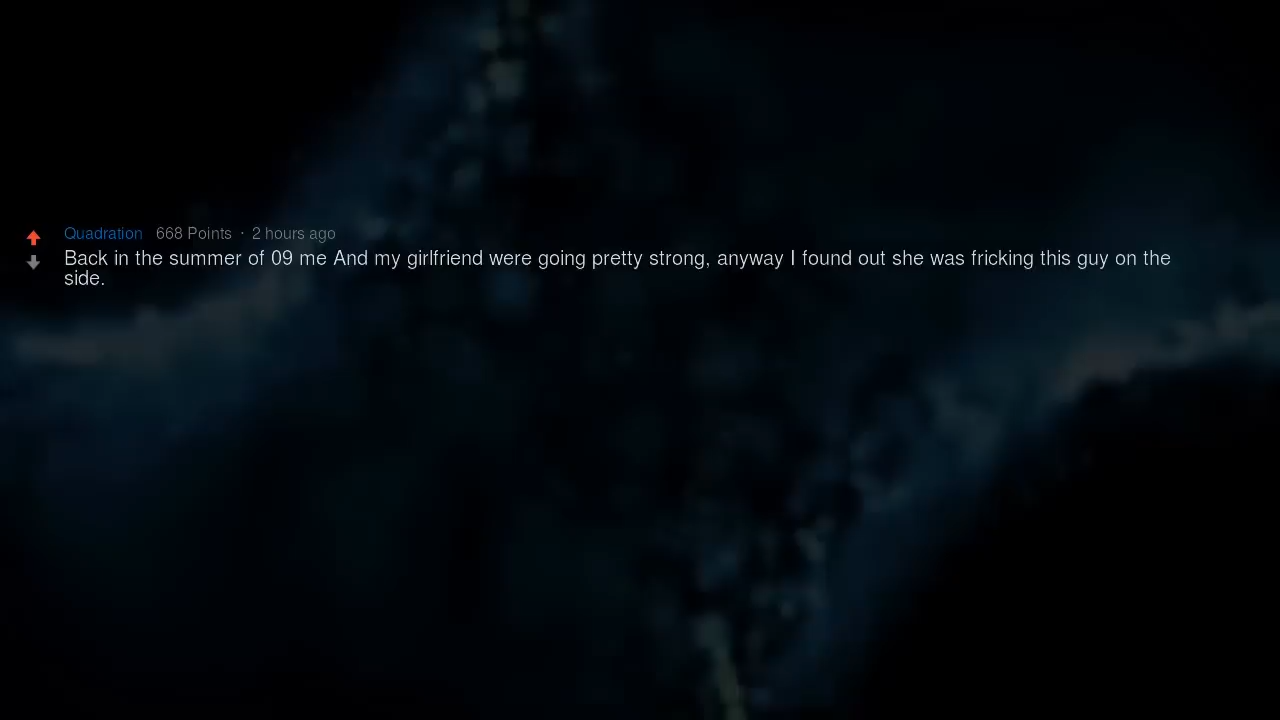 Quadration 668 Points · 2 hours ago
Back in the summer of 09 me And my girlfriend were going pretty strong, anyway I found out she was fricking this guy on the
side.